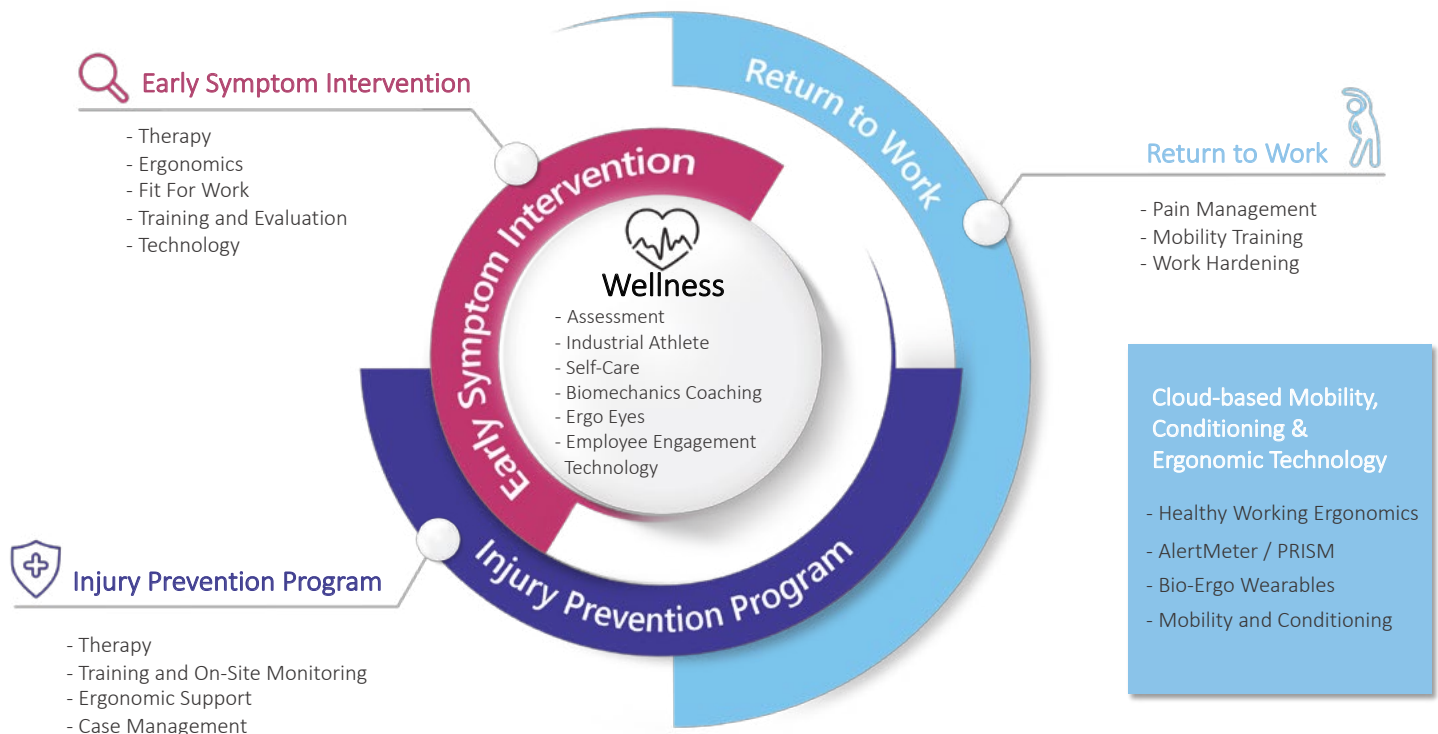 Early Symptom Intervention
- Therapy
- Ergonomics
- Fit For Work
- Training and Evaluation
- Technology
Return to Work
Early Symptom Intervention
Wellness
- Assessment
- Industrial Athlete
- Self-Care
- Biomechanics Coaching
- Ergo Eyes
- Employee Engagement
Technology
Return to Work
- Pain Management
- Mobility Training
- Work Hardening
Injury Prevention Program
Injury Prevention Program
- Therapy
- Training and On-Site Monitoring
- Ergonomic Support
- Case Management
Cloud-based Mobility,
Conditioning &
Ergonomic Technology
- Healthy Working Ergonomics
- AlertMeter / PRISM
- Bio-Ergo Wearables
- Mobility and Conditioning